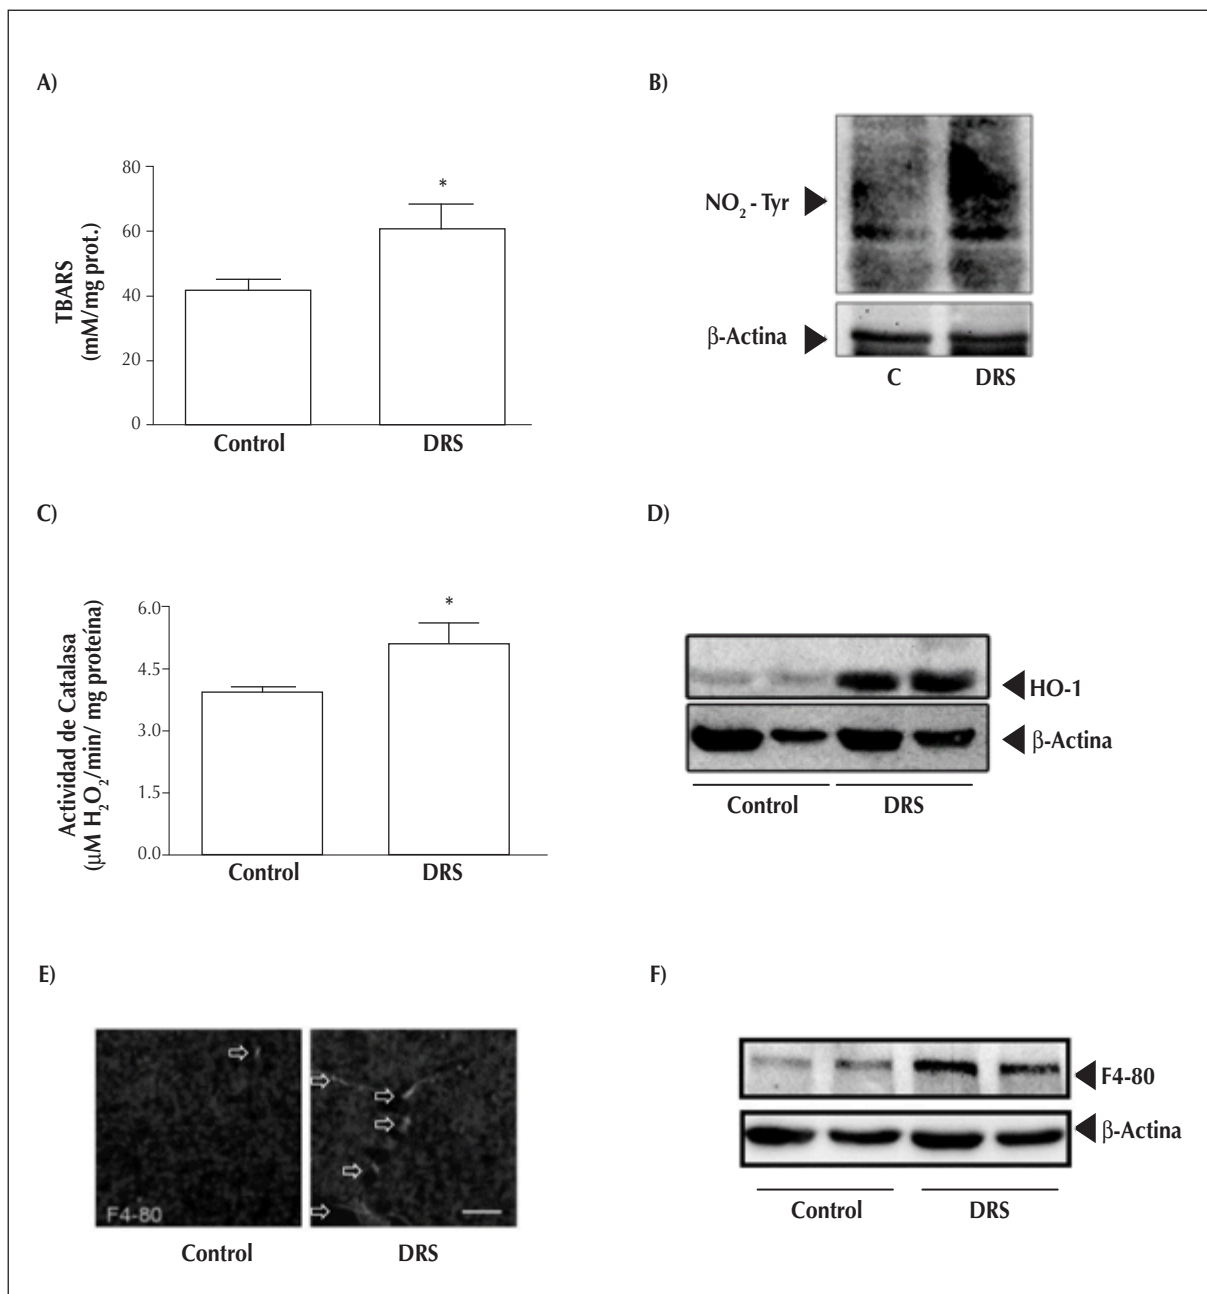 A)
80
60
40
20
0
TBARS
(mM/mg prot.)
*
Control
DRS
B)
NO₂ - Tyr
β-Actina
C
DRS
C)
6.0
4.5
3.0
1.5
0.0
Actividad de Catalasa
(μM H₂O₂/min/ mg proteína)
*
Control
DRS
D)
HO-1
β-Actina
Control
DRS
E)
F4-80
Control
DRS
F)
F4-80
β-Actina
Control
DRS